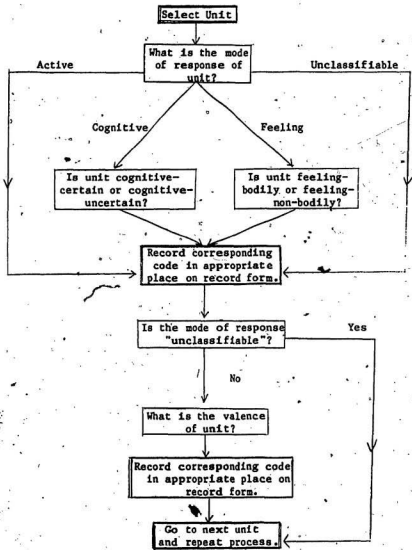 Select Unit
What is the mode
of response of
unit?
Active
Unclassifiable
Cognitive
Feeling
Is unit cognitive-
certain or cognitive-
uncertain?
Is unit feeling-
bodily or feeling-
non-bodily?
Record corresponding
code in appropriate
place on record form.
Is the mode of response
"unclassifiable"?
Yes
No
What is the valence
of unit?
Record corresponding code
in appropriate place on
record form.
Go to next unit
and repeat process.